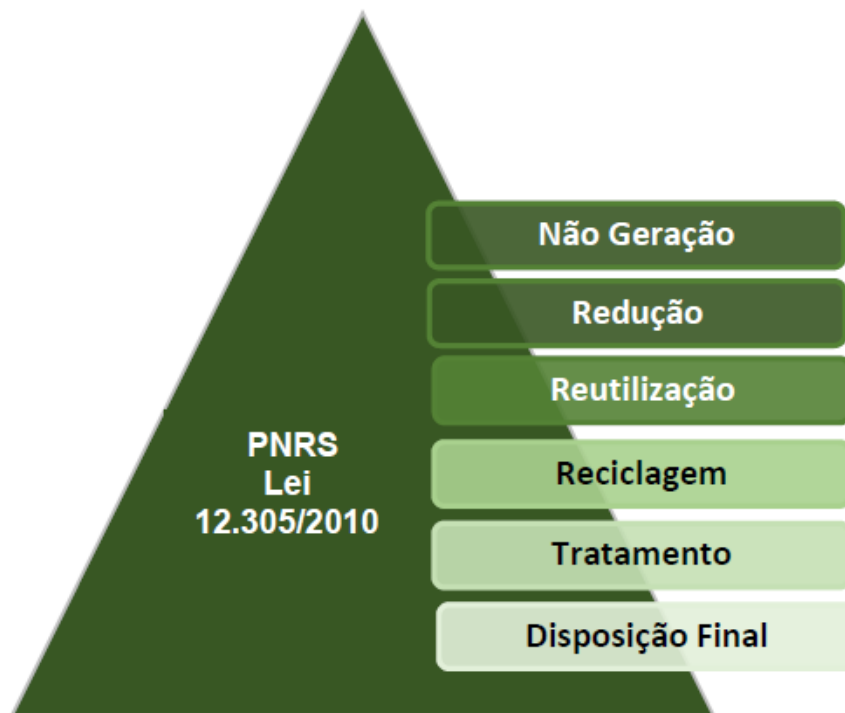 Não Geração
Redução
Reutilização
PNRS
Lei
12.305/2010
Reciclagem
Tratamento
Disposição Final